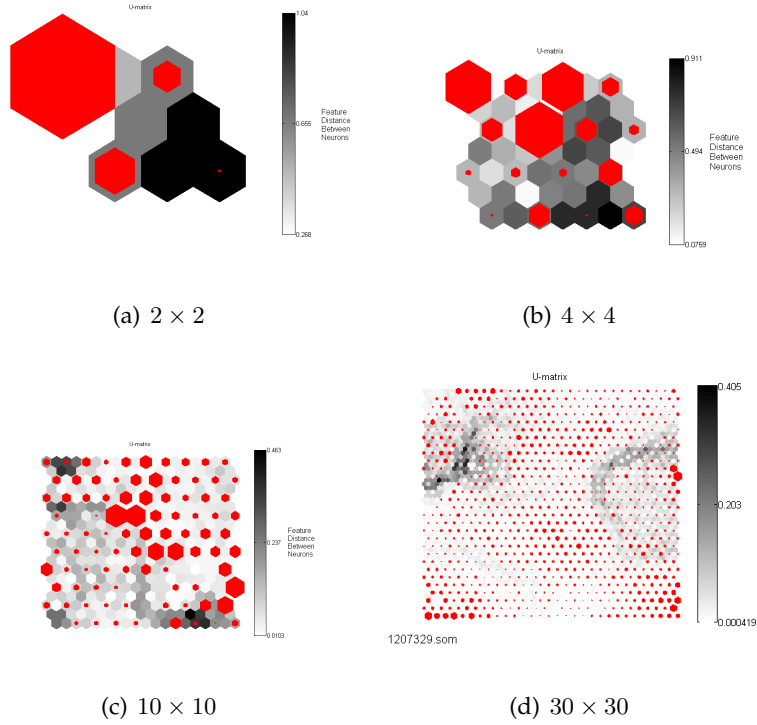 U-matrix
1.04
0.655
0.268
Feature
Distance
Between
Neurons
(a) 2 × 2
U-matrix
0.911
0.494
0.0759
Feature
Distance
Between
Neurons
(b) 4 × 4
U-matrix
0.463
0.237
0.0103
Feature
Distance
Between
Neurons
(c) 10 × 10
U-matrix
0.405
0.203
0.000419
1207329.som
(d) 30 × 30